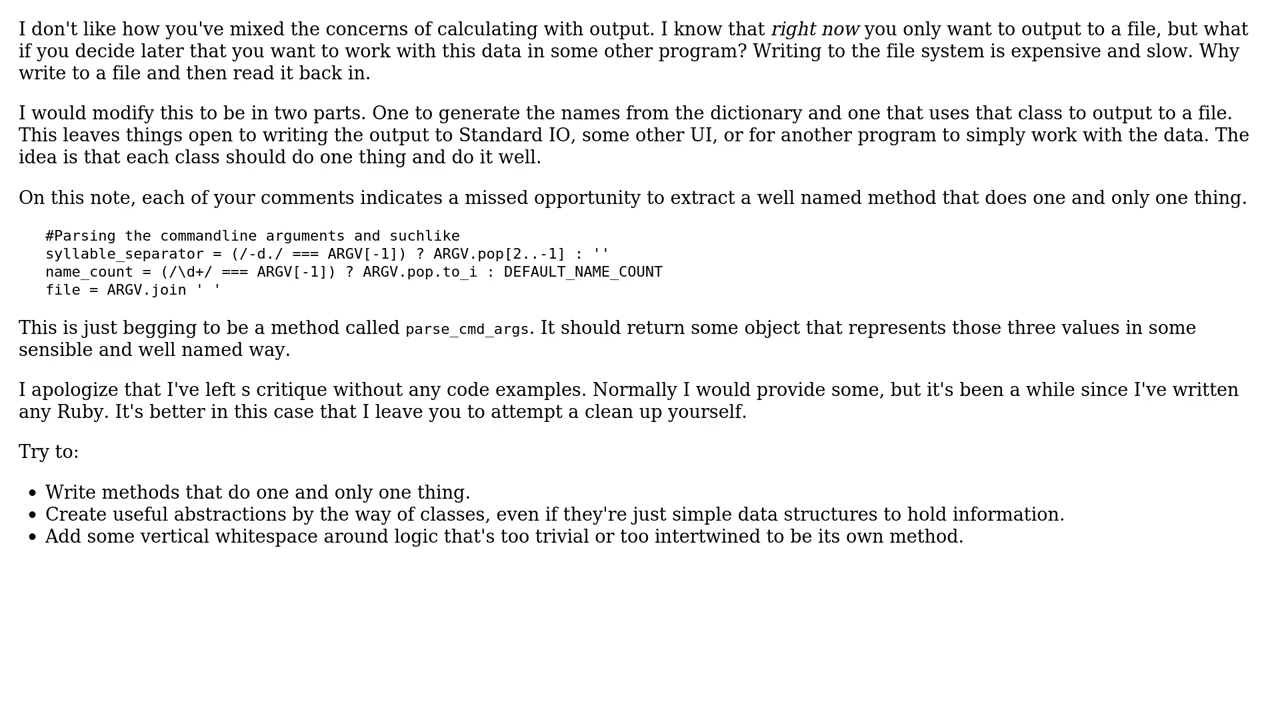 I don't like how you've mixed the concerns of calculating with output. I know that right now you only want to output to a file, but what
if you decide later that you want to work with this data in some other program? Writing to the file system is expensive and slow. Why
write to a file and then read it back in.
I would modify this to be in two parts. One to generate the names from the dictionary and one that uses that class to output to a file.
This leaves things open to writing the output to Standard IO, some other UI, or for another program to simply work with the data. The
idea is that each class should do one thing and do it well.
On this note, each of your comments indicates a missed opportunity to extract a well named method that does one and only one thing.
#Parsing the commandline arguments and suchlike
syllable_separator = (/-d./ === ARGV[-1]) ? ARGV.pop[2..-1] : ''
name_count = (/\d+/ === ARGV[-1]) ? ARGV.pop.to_i : DEFAULT_NAME_COUNT
file = ARGV.join ' '
This is just begging to be a method called parse_cmd_args. It should return some object that represents those three values in some
sensible and well named way.
I apologize that I've left s critique without any code examples. Normally I would provide some, but it's been a while since I've written
any Ruby. It's better in this case that I leave you to attempt a clean up yourself.
Try to:
• Write methods that do one and only one thing.
• Create useful abstractions by the way of classes, even if they're just simple data structures to hold information.
• Add some vertical whitespace around logic that's too trivial or too intertwined to be its own method.